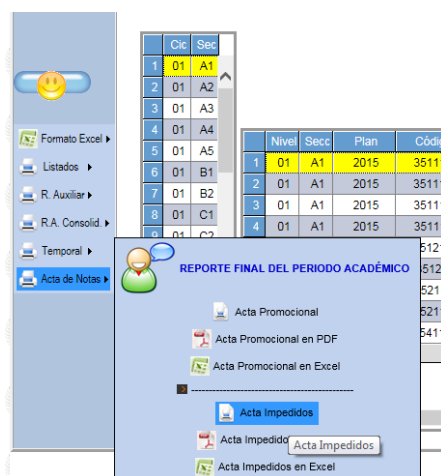 Cic Sec
1 01 A1
2 01 A2
3 01 A3
4 01 A4
5 01 A5
6 01 B1
7 01 B2
8 01 C1
9 01 C2
Formato Excel
Listados
R. Auxiliar
R.A. Consolid.
Temporal
Acta de Notas
Nivel Secc Plan Códi
1 01 A1 2015 3511
2 01 A1 2015 3511
3 01 A1 2015 3511
4 01 A1 2015 3511
REPORTE FINAL DEL PERIODO ACADÉMICO
Acta Promocional
Acta Promocional en PDF
Acta Promocional en Excel
----------------------------------------
Acta Impedidos
Acta Impedido
Acta Impedidos
Acta Impedidos en Excel